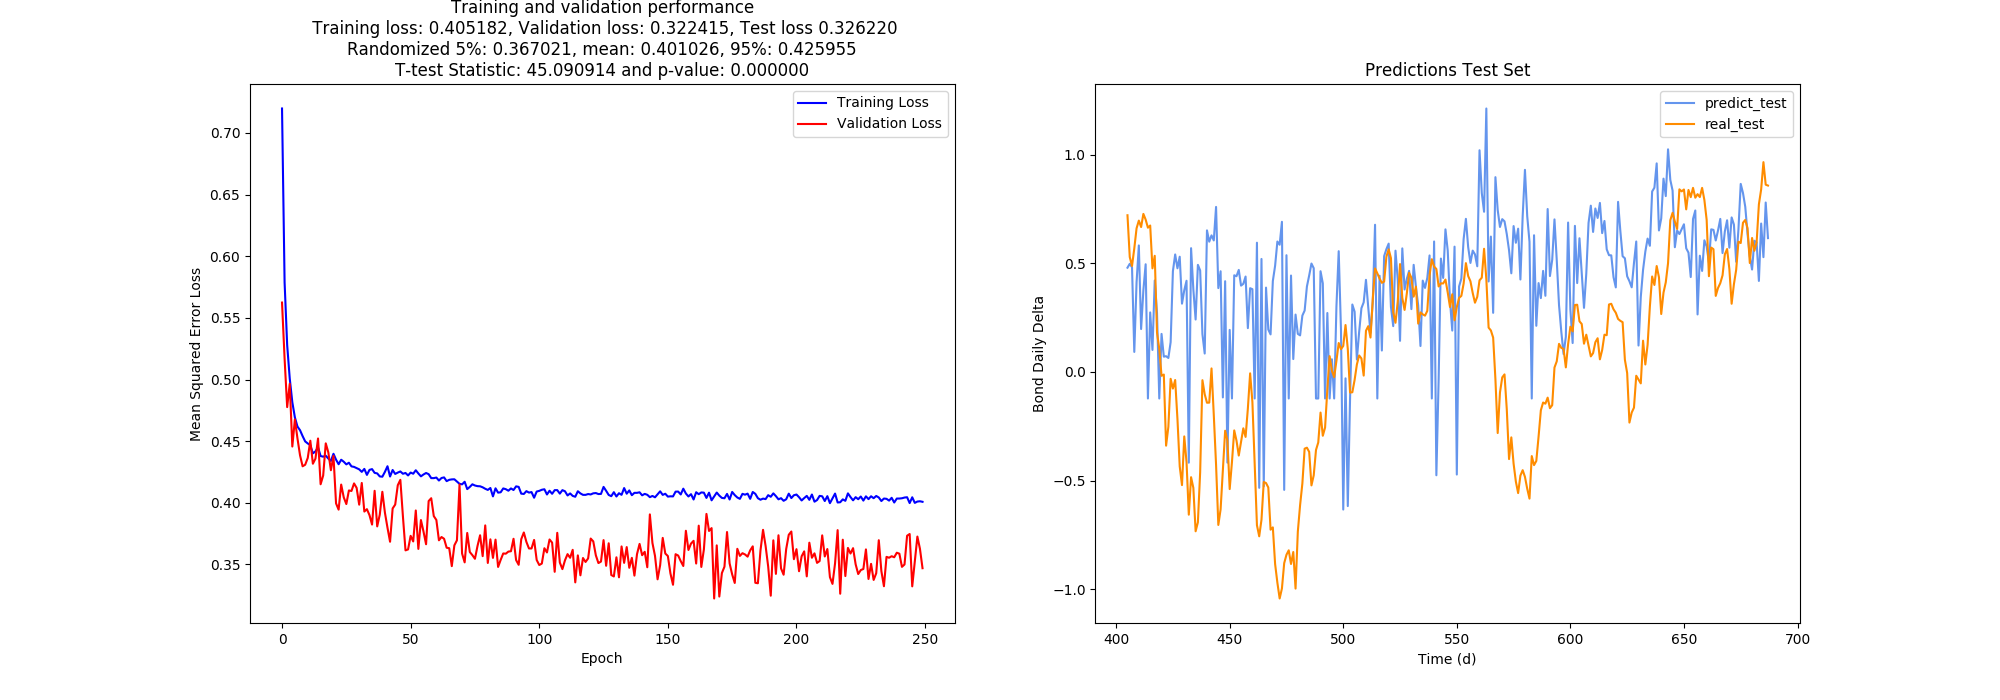 Training and validation performance
Training loss: 0.405182, Validation loss: 0.322415, Test loss 0.326220
Randomized 5%: 0.367021, mean: 0.401026, 95%: 0.425955
T-test Statistic: 45.090914 and p-value: 0.000000
Training Loss
Validation Loss
0.70
0.65
0.60
0.55
0.50
0.45
0.40
0.35
Mean Squared Error Loss
0
50
100
150
200
250
Epoch
Predictions Test Set
predict_test
real_test
1.0
0.5
0.0
−0.5
−1.0
Bond Daily Delta
400
450
500
550
600
650
700
Time (d)